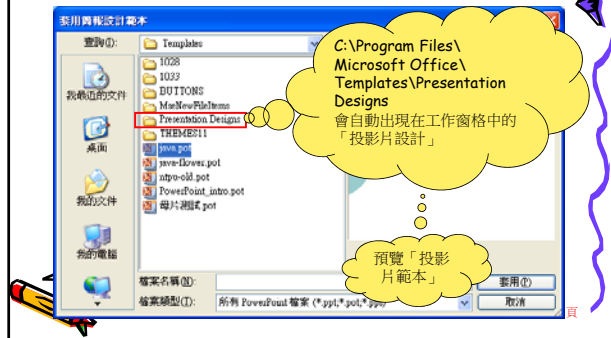 套用簡報設計範本
查詢(I):
Templates
1028
1033
BUTTONS
MseNewFileItems
Presentation Designs
THEMES11
java.pot
java-flower.pot
ntpu-old.pot
PowerPoint_intro.pot
母片測試.pot
我最近的文件
桌面
我的文件
我的電腦
C:\Program Files\
Microsoft Office\
Templates\Presentation
Designs
會自動出現在工作窗格中的
「投影片設計」
預覽「投影
片範本」
檔案名稱(N):
套用(P)
檔案類型(T):
所有 PowerPoint 檔案 (*.ppt;*.pot;*.pps)
取消
頁